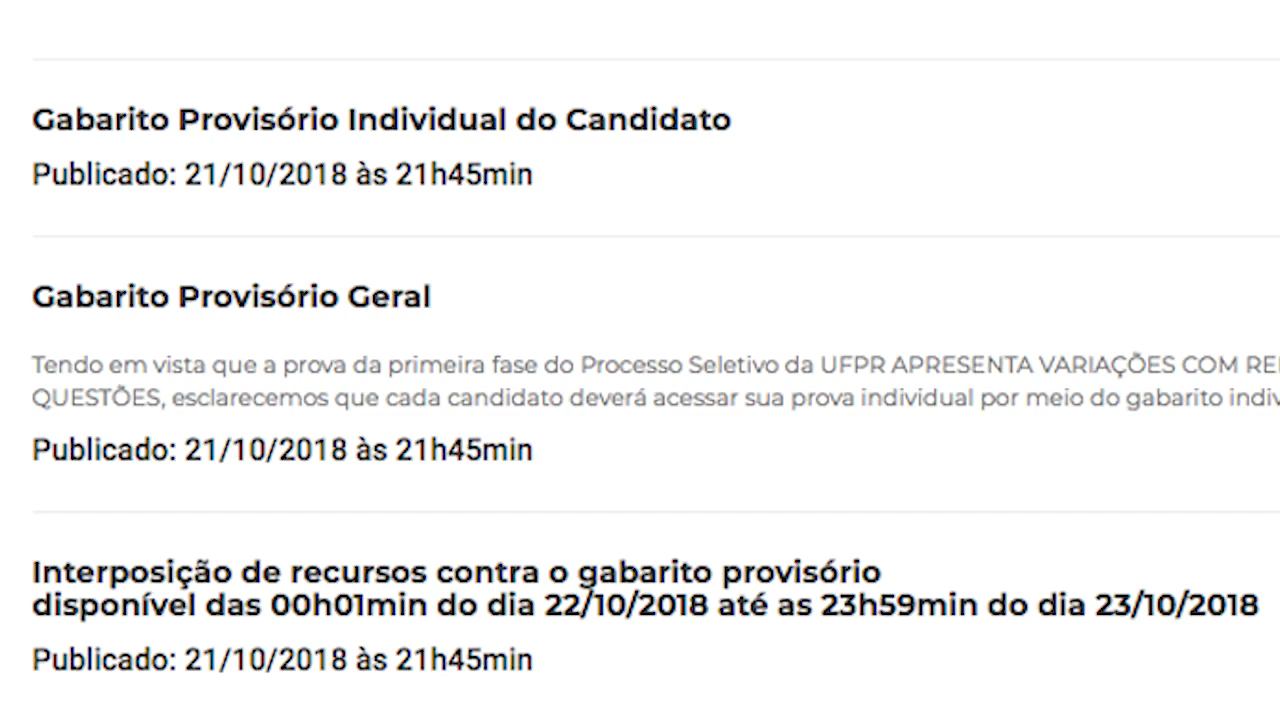 Gabarito Provisório Individual do Candidato
Publicado: 21/10/2018 às 21h45min
Gabarito Provisório Geral
Tendo em vista que a prova da primeira fase do Processo Seletivo da UFPR APRESENTA VARIAÇÕES COM
QUESTÕES, esclarecemos que cada candidato deverá acessar sua prova individual por meio do gabarito
Publicado: 21/10/2018 às 21h45min
Interposição de recursos contra o gabarito provisório
disponível das 00h01min do dia 22/10/2018 até as 23h59min do dia 23/10/2018
Publicado: 21/10/2018 às 21h45min